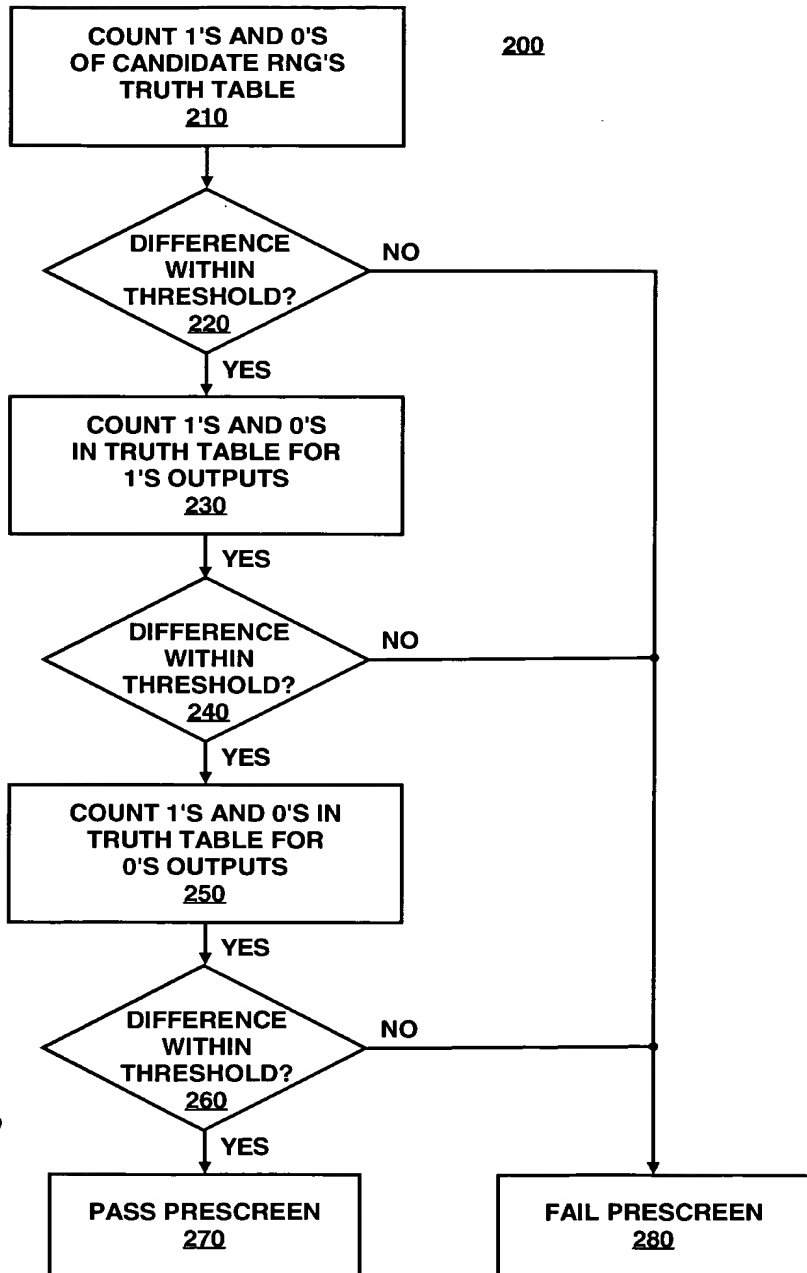 COUNT 1'S AND 0'S
OF CANDIDATE RNG'S
TRUTH TABLE
210
200
DIFFERENCE
WITHIN
THRESHOLD?
220
NO
YES
COUNT 1'S AND 0'S
IN TRUTH TABLE FOR
1'S OUTPUTS
230
YES
DIFFERENCE
WITHIN
THRESHOLD?
240
NO
YES
COUNT 1'S AND 0'S IN
TRUTH TABLE FOR
0'S OUTPUTS
250
YES
DIFFERENCE
WITHIN
THRESHOLD?
260
NO
YES
PASS PRESCREEN
270
FAIL PRESCREEN
280